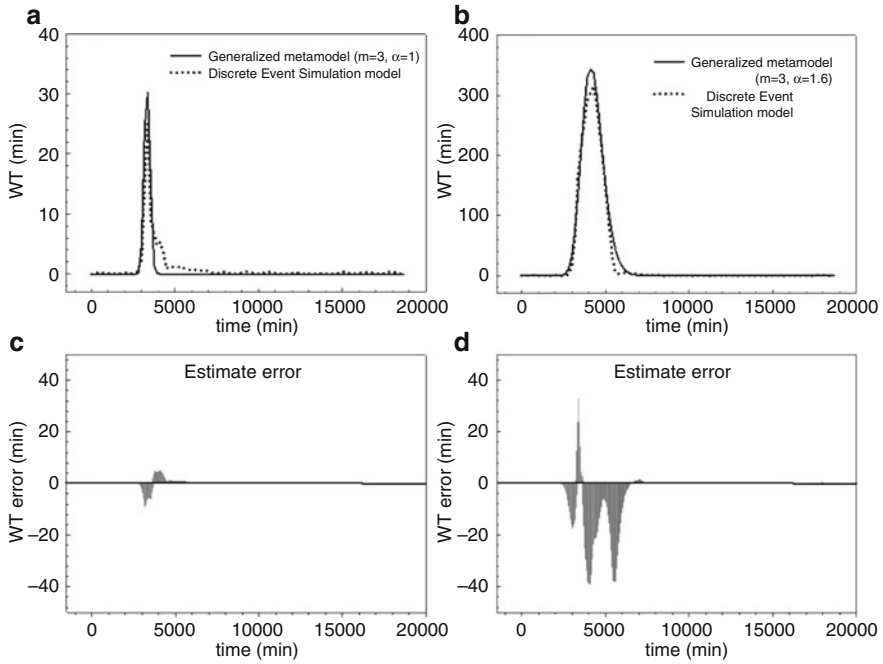 a
40
30
20
10
0
WT (min)
Generalized metamodel (m=3, α=1)
Discrete Event Simulation model
0 5000 10000 15000 20000
time (min)
b
400
300
200
100
0
WT (min)
Generalized metamodel
(m=3, α=1.6)
Discrete Event
Simulation model
0 5000 10000 15000 20000
time (min)
c
Estimate error
40
20
0
−20
−40
WT error (min)
0 5000 10000 15000 20000
time (min)
d
Estimate error
40
20
0
−20
−40
WT error (min)
0 5000 10000 15000 20000
time (min)